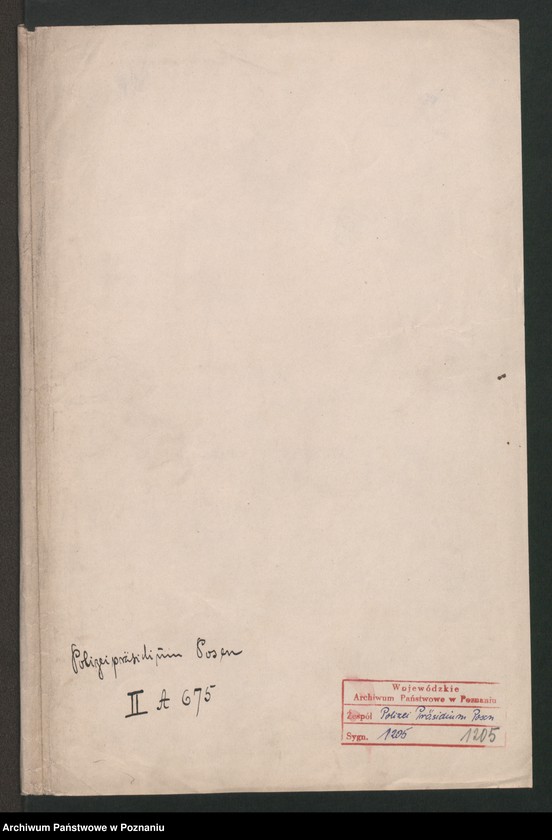 Polizeipräsidium Posen
II A 675
Wojewódzkie
Archiwum Państwowe w Poznaniu
Zespół Polizei Präsidium Posen
Sygn. 1205 1205
Archiwum Państwowe w Poznaniu